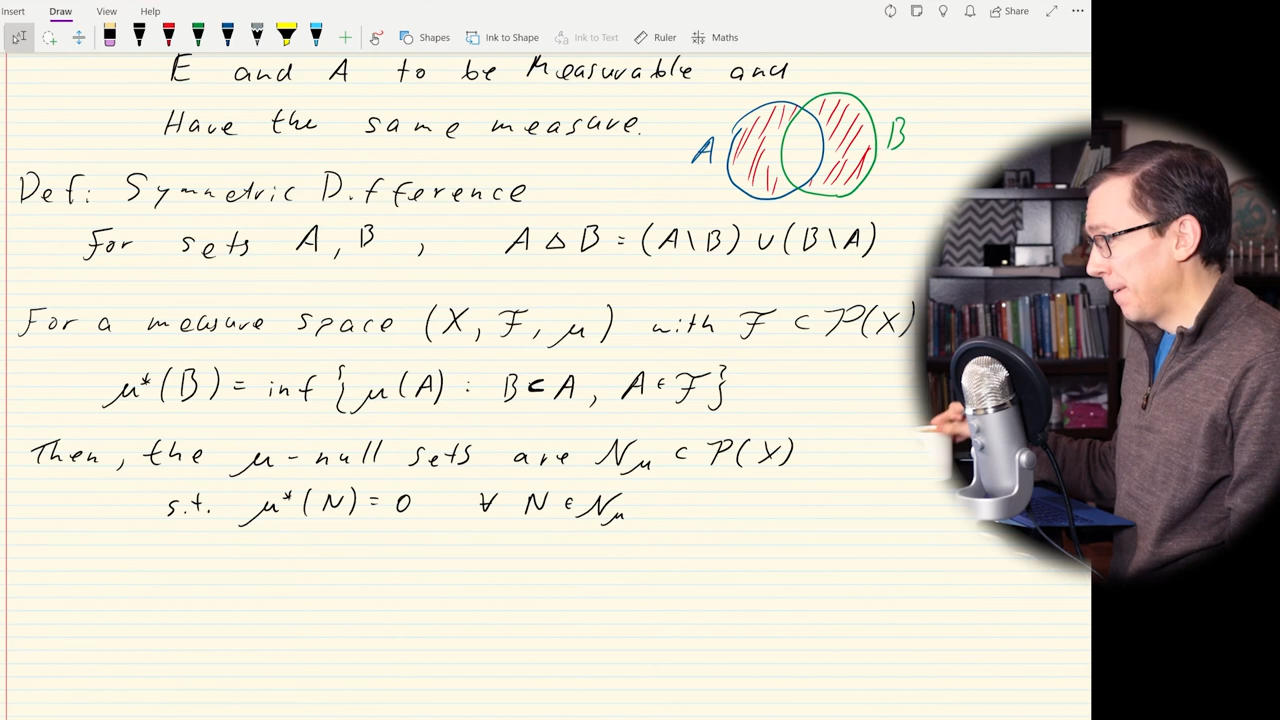 Insert Draw View Help
Share
Shapes Ink to Shape Ink to Text Ruler Maths
E and A to be Measurable and
Have the same measure.
A B
Def: Symmetric Difference
For sets A, B , A △ B = (A \ B) ∪ (B \ A)
For a measure space (X, ℱ, μ) with ℱ ⊂ 𝒫(X)
μ*(B) = inf { μ(A) : B ⊂ A, A ∈ ℱ }
Then, the μ-null sets are 𝒩μ ⊂ 𝒫(X)
s.t. μ*(N) = 0 ∀ N ∈ 𝒩μ